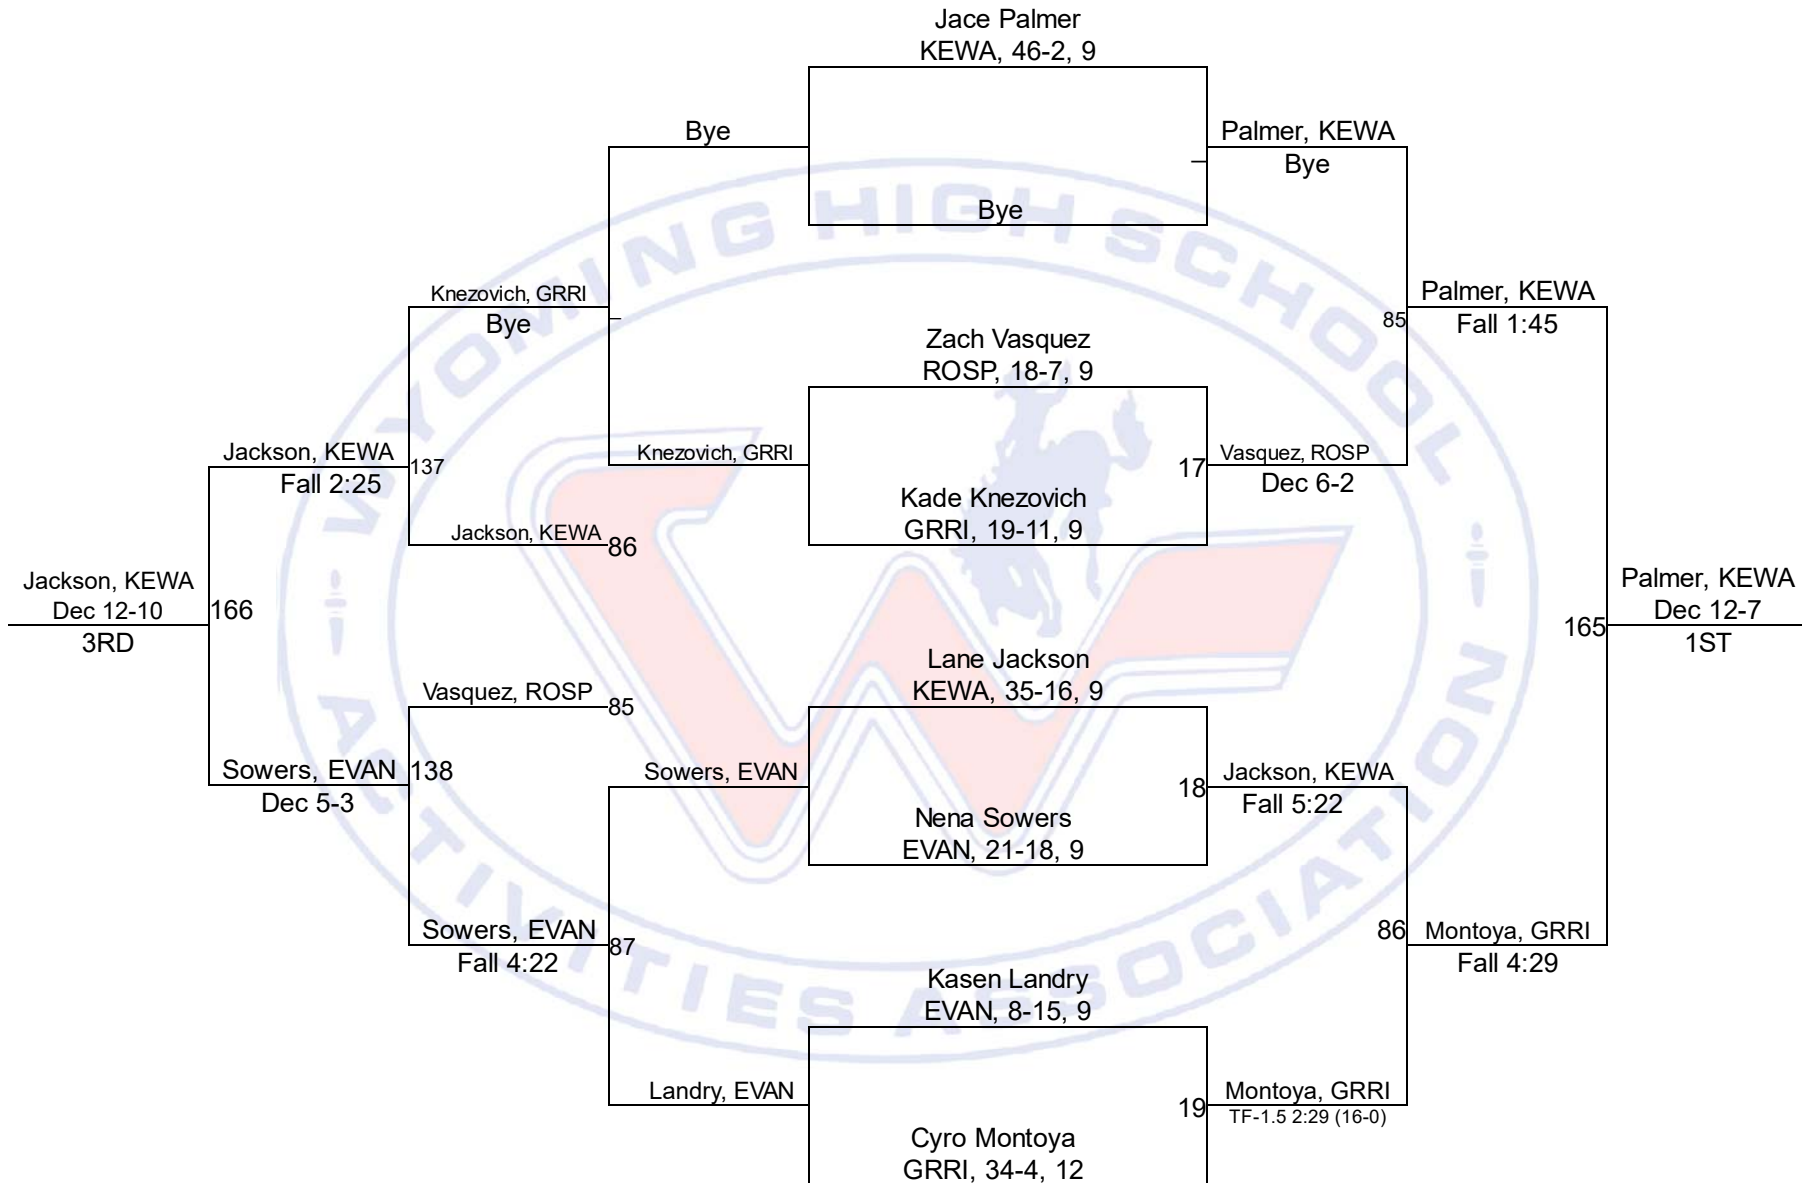 Jace Palmer
KEWA, 46-2, 9
Bye
Palmer, KEWA
Bye
Bye
Knezovich, GRRI
Bye
Palmer, KEWA
85
Fall 1:45
Zach Vasquez
ROSP, 18-7, 9
Jackson, KEWA
137
Fall 2:25
Knezovich, GRRI
17
Vasquez, ROSP
Dec 6-2
Kade Knezovich
GRRI, 19-11, 9
Jackson, KEWA
86
Jackson, KEWA
Dec 12-10
166
3RD
Palmer, KEWA
Dec 12-7
165
1ST
Lane Jackson
KEWA, 35-16, 9
Vasquez, ROSP
85
Sowers, EVAN
138
Dec 5-3
Sowers, EVAN
18
Jackson, KEWA
Fall 5:22
Nena Sowers
EVAN, 21-18, 9
Sowers, EVAN
87
Fall 4:22
86
Montoya, GRRI
Fall 4:29
Kasen Landry
EVAN, 8-15, 9
Landry, EVAN
19
Montoya, GRRI
TF-1.5 2:29 (16-0)
Cyro Montoya
GRRI, 34-4, 12
WYOMING HIGH SCHOOL
ACTIVITIES ASSOCIATION